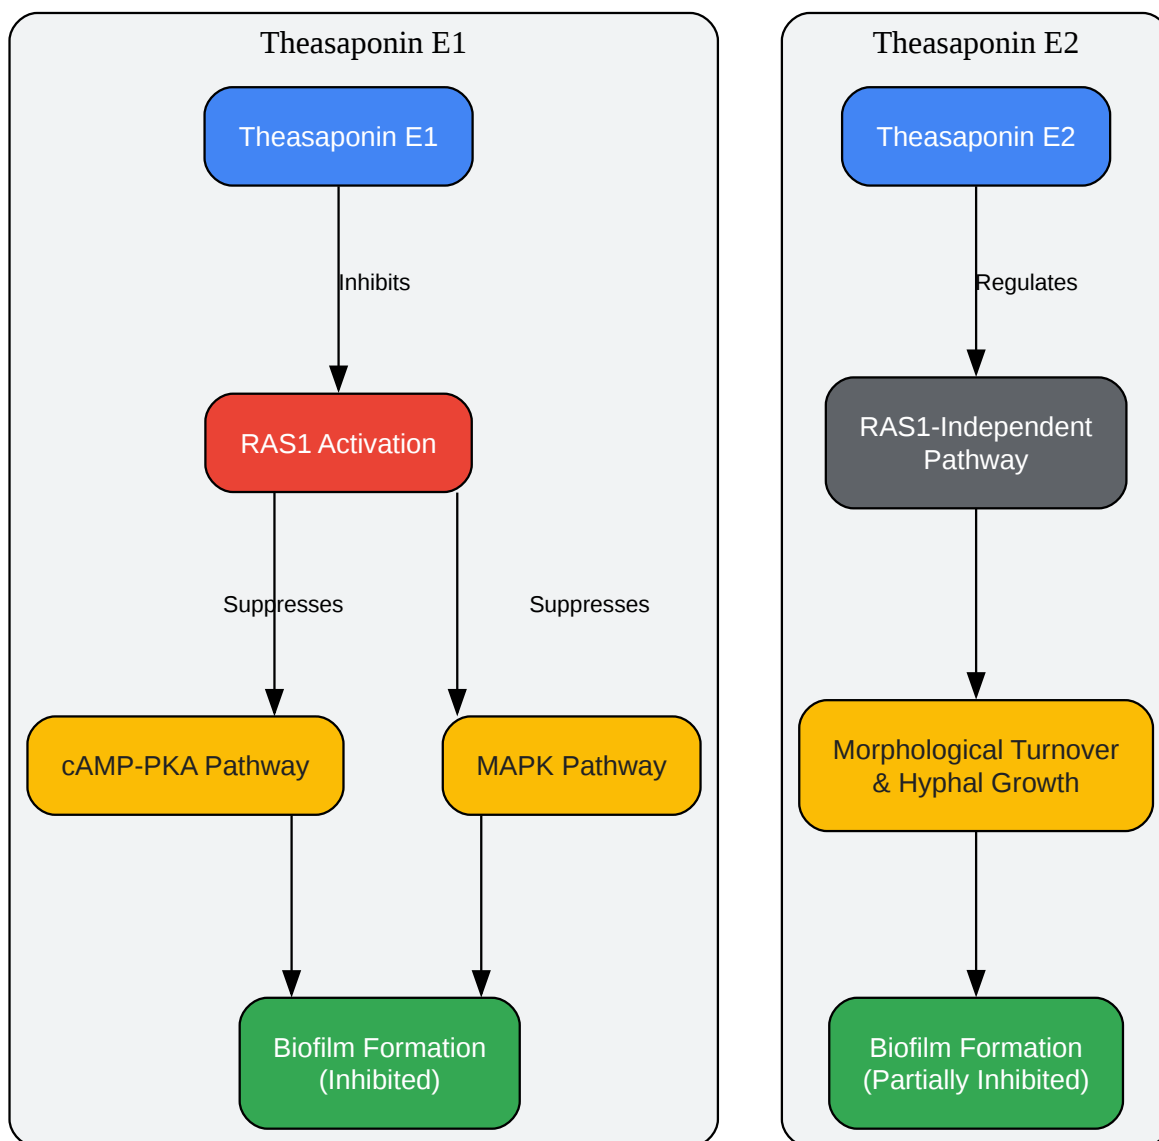 Theasaponin E1
Theasaponin E1
Inhibits
RAS1 Activation
Suppresses
Suppresses
cAMP-PKA Pathway
MAPK Pathway
Biofilm Formation
(Inhibited)
Theasaponin E2
Theasaponin E2
Regulates
RAS1-Independent
Pathway
Morphological Turnover
& Hyphal Growth
Biofilm Formation
(Partially Inhibited)